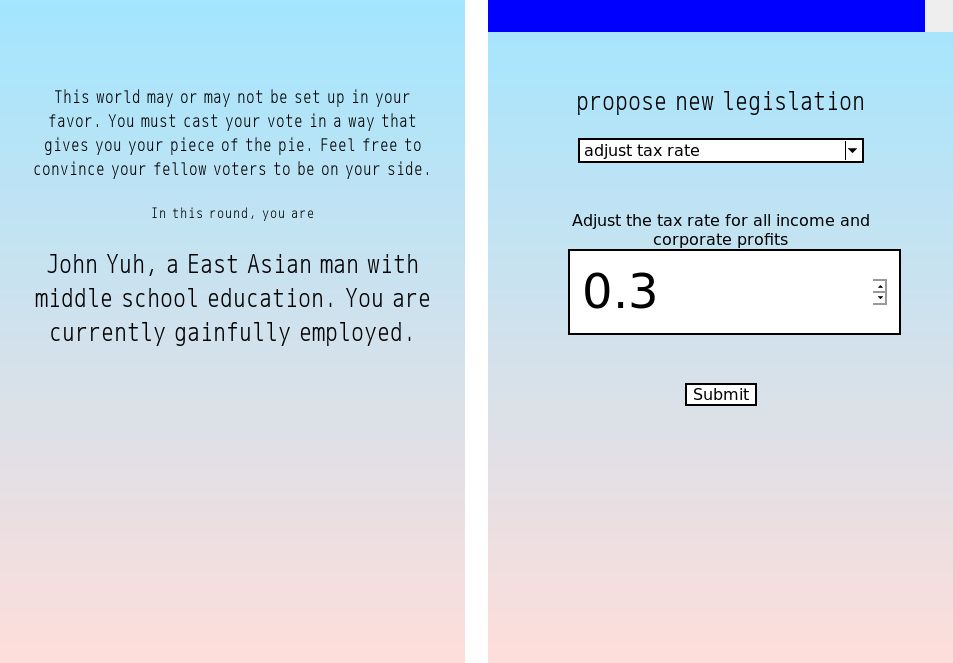 This world may or may not be set up in your
favor. You must cast your vote in a way that
gives you your piece of the pie. Feel free to
convince your fellow voters to be on your side.
In this round, you are
John Yuh, a East Asian man with
middle school education. You are
currently gainfully employed.
propose new legislation
adjust tax rate
Adjust the tax rate for all income and
corporate profits
0.3
Submit